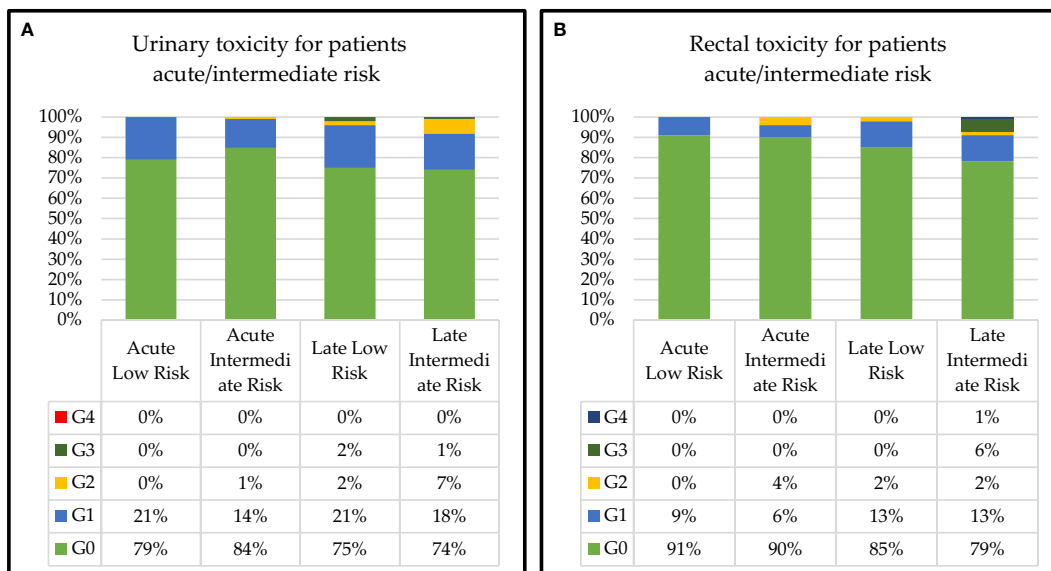 A
Urinary toxicity for patients
acute/intermediate risk
100%
90%
80%
70%
60%
50%
40%
30%
20%
10%
0%
Acute Low Risk
Acute Intermedi ate Risk
Late Low Risk
Late Intermedi ate Risk
G4 0% 0% 0% 0%
G3 0% 0% 2% 1%
G2 0% 1% 2% 7%
G1 21% 14% 21% 18%
G0 79% 84% 75% 74%
B
Rectal toxicity for patients
acute/intermediate risk
100%
90%
80%
70%
60%
50%
40%
30%
20%
10%
0%
Acute Low Risk
Acute Intermedi ate Risk
Late Low Risk
Late Intermedi ate Risk
G4 0% 0% 0% 1%
G3 0% 0% 0% 6%
G2 0% 4% 2% 2%
G1 9% 6% 13% 13%
G0 91% 90% 85% 79%